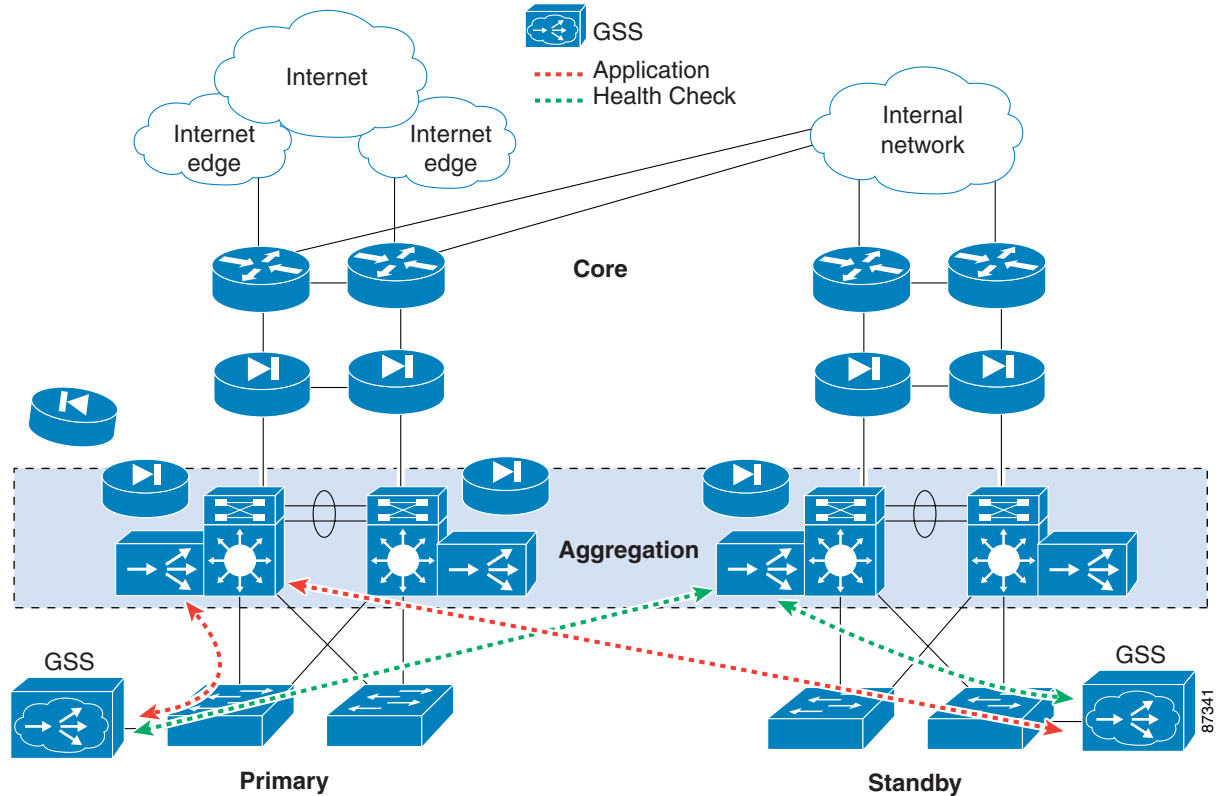 GSS
Application
Health Check
Internet
Internet
edge
Internet
edge
Internal
network
Core
Aggregation
GSS
GSS
Primary
Standby
87341